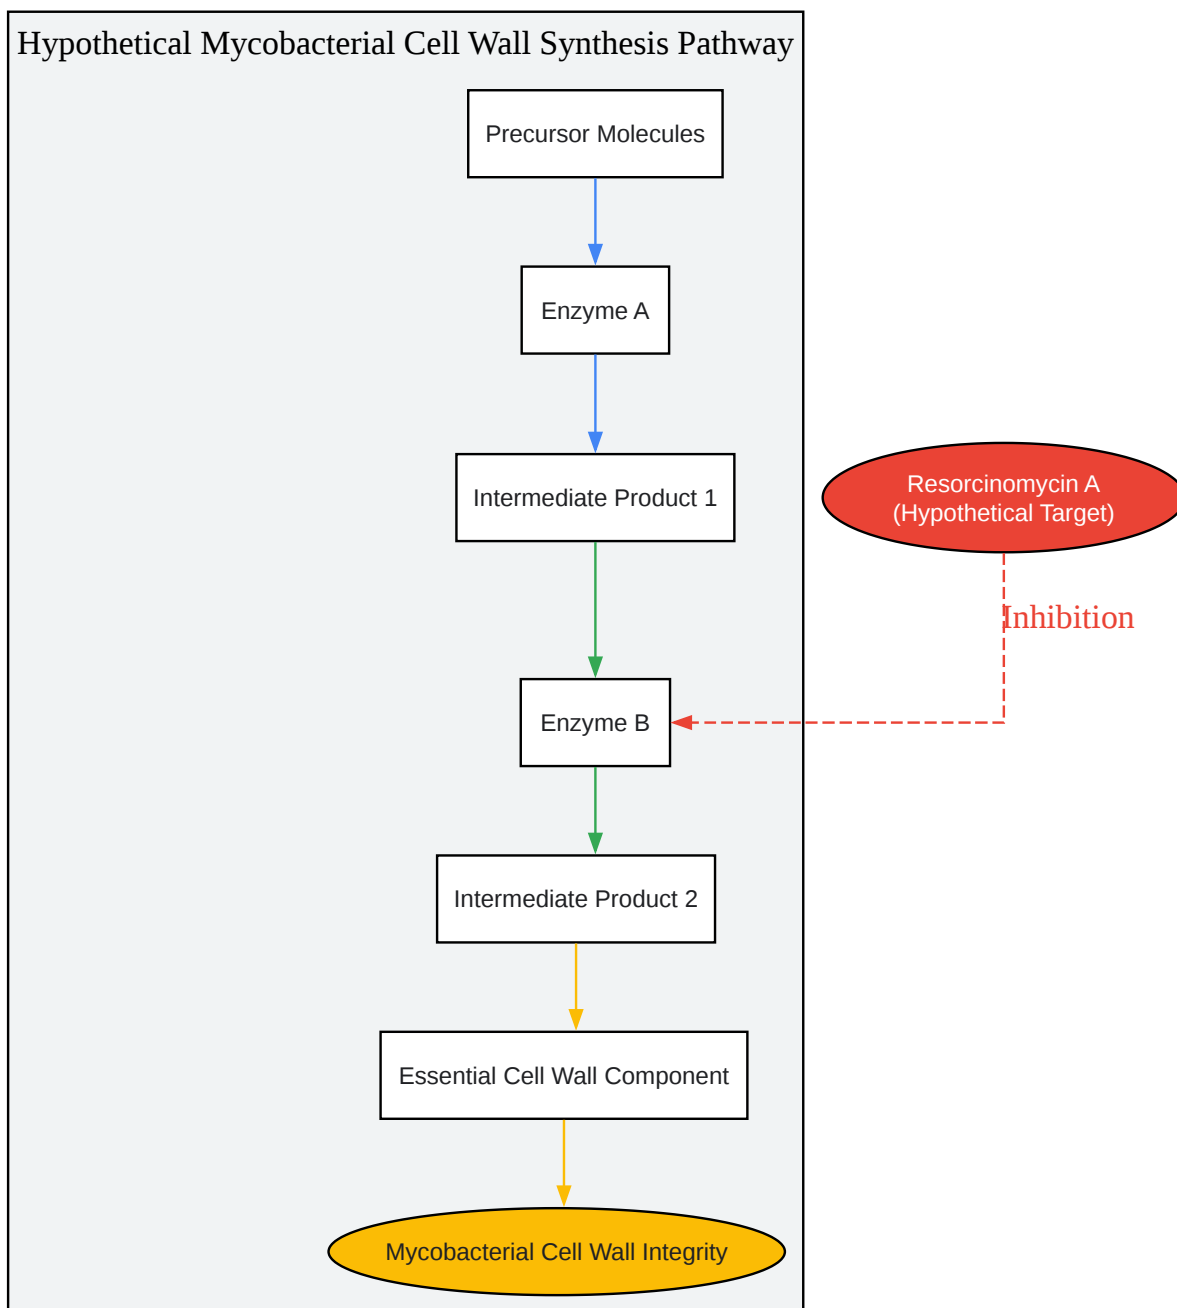 Hypothetical Mycobacterial Cell Wall Synthesis Pathway
Precursor Molecules
Enzyme A
Intermediate Product 1
Resorcinomycin A
(Hypothetical Target)
Inhibition
Enzyme B
Intermediate Product 2
Essential Cell Wall Component
Mycobacterial Cell Wall Integrity